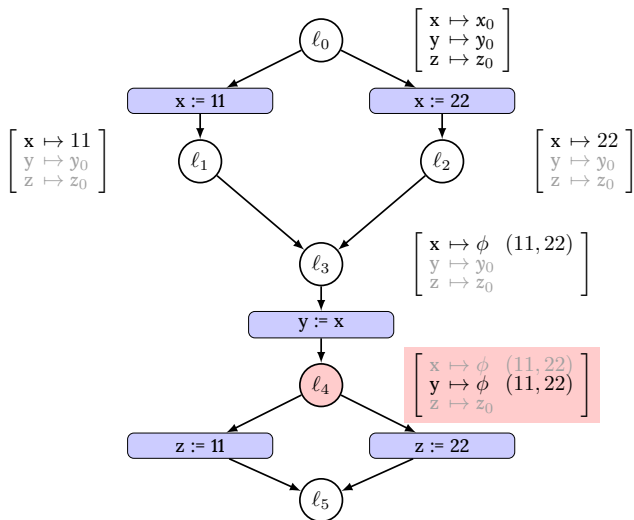 ℓ₀
x ↦ x₀
y ↦ y₀
z ↦ z₀
x := 11
x := 22
x ↦ 11
y ↦ y₀
z ↦ z₀
ℓ₁
ℓ₂
x ↦ 22
y ↦ y₀
z ↦ z₀
ℓ₃
x ↦ ϕ (11, 22)
y ↦ y₀
z ↦ z₀
y := x
ℓ₄
x ↦ ϕ (11, 22)
y ↦ ϕ (11, 22)
z ↦ z₀
z := 11
z := 22
ℓ₅